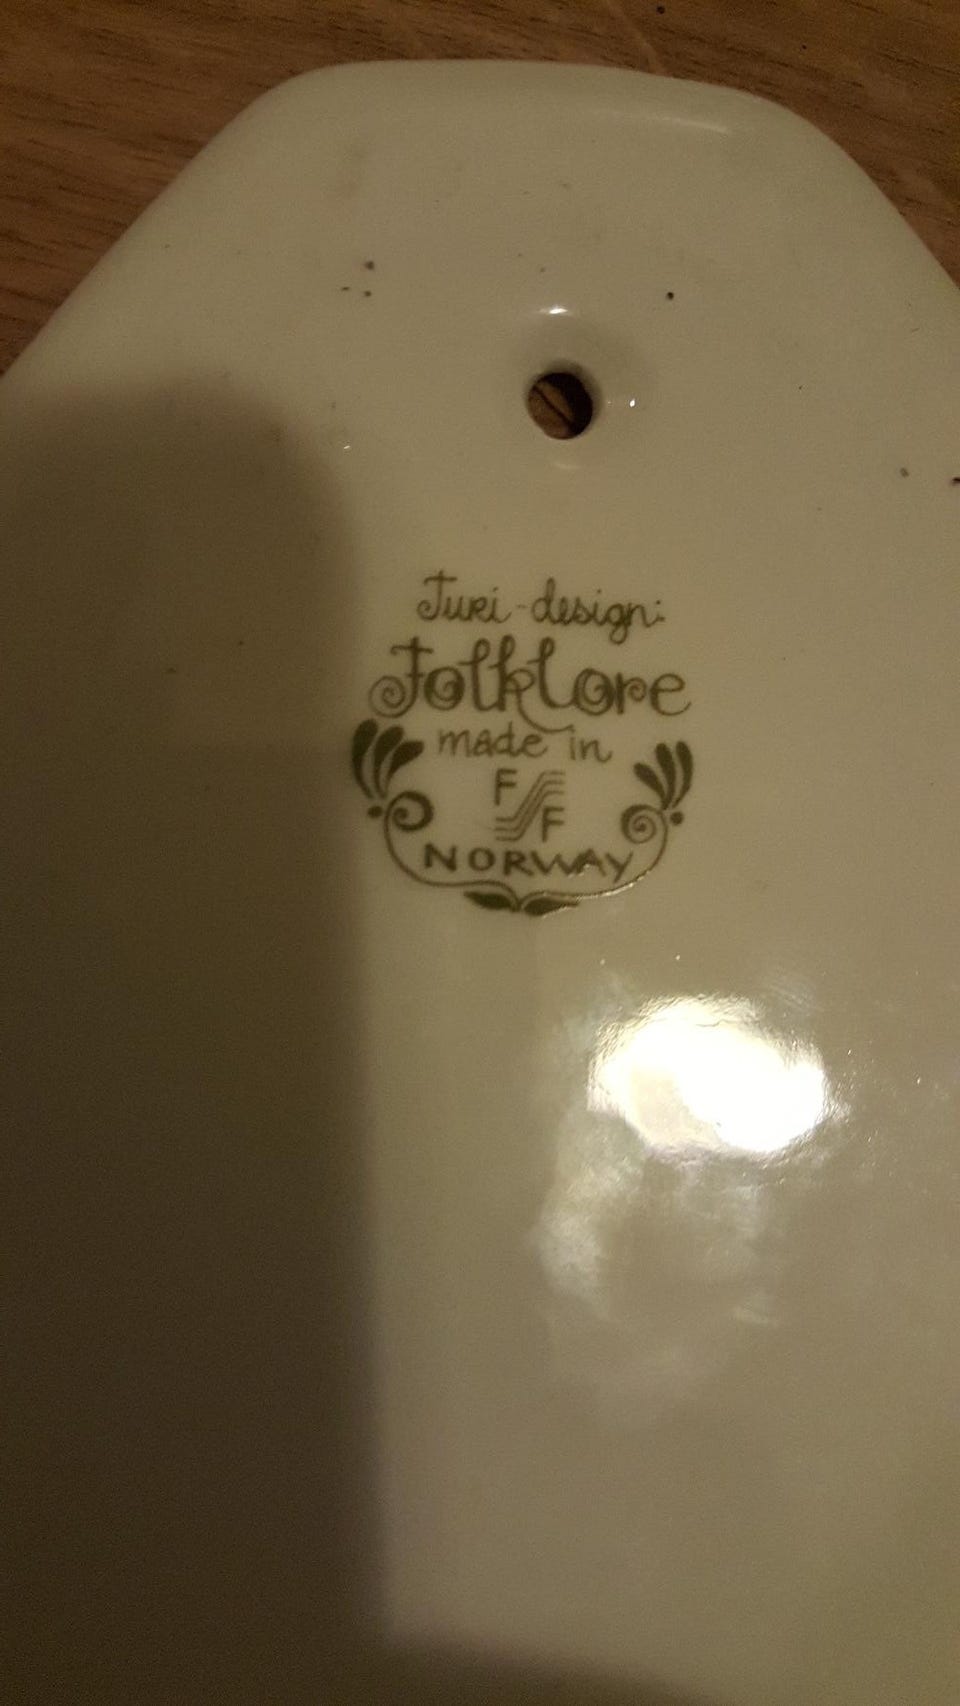 Turi-design:
Folklore
made in
F
F
NORWAY